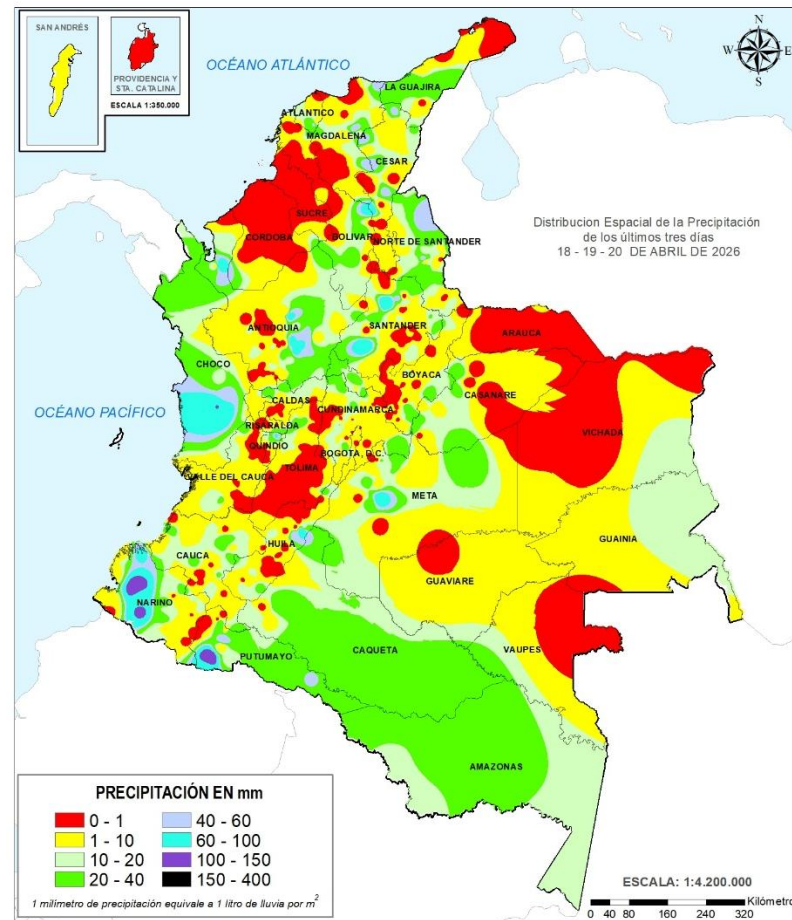 SAN ANDRÉS
PROVIDENCIA Y
STA. CATALINA
ESCALA 1:350.000
OCÉANO ATLÁNTICO
N
W E
S
LA GUAJIRA
ATLANTICO
MAGDALENA
CESAR
SUCRE
CORDOBA
BOLIVAR
NORTE DE SANTANDER
Distribucion Espacial de la Precipitación
de los últimos tres días
18 - 19 - 20 DE ABRIL DE 2026
ANTIOQUIA
SANTANDER
ARAUCA
CHOCO
BOYACA
CASANARE
OCÉANO PACÍFICO
CALDAS
CUNDINAMARCA
VICHADA
RISARALDA
QUINDIO
BOGOTA, D.C.
TOLIMA
VALLE DEL CAUCA
META
GUAINIA
HUILA
CAUCA
GUAVIARE
NARIÑO
VAUPES
CAQUETA
PUTUMAYO
AMAZONAS
PRECIPITACIÓN EN mm
0 - 1 40 - 60
1 - 10 60 - 100
10 - 20 100 - 150
20 - 40 150 - 400
1 milimetro de precipitación equivale a 1 litro de lluvia por m²
ESCALA: 1:4.200.000
Kilómetro
0 40 80 160 240 320